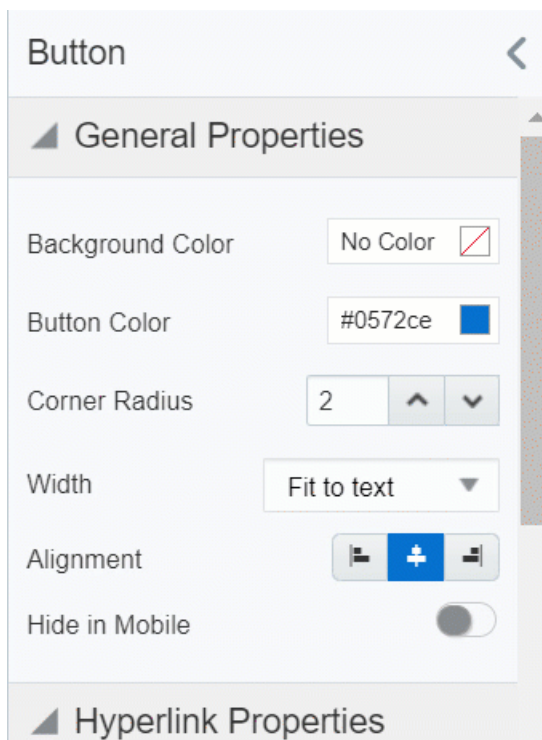 Button
General Properties
Background Color No Color
Button Color #0572ce
Corner Radius 2
Width Fit to text
Alignment
Hide in Mobile
Hyperlink Properties